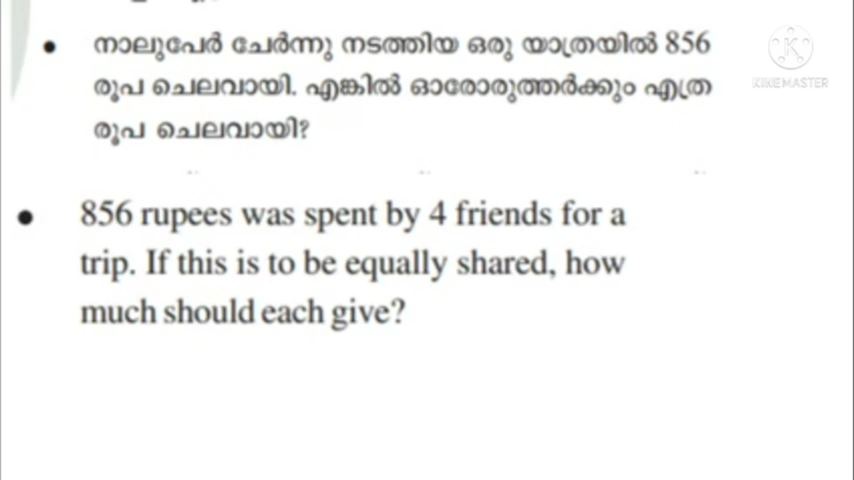 നാലുപേർ ചേർന്നു നടത്തിയ ഒരു യാത്രയിൽ 856
രൂപ ചെലവായി. എങ്കിൽ ഓരോരുത്തർക്കും എത്ര
രൂപ ചെലവായി?
856 rupees was spent by 4 friends for a
trip. If this is to be equally shared, how
much should each give?
KINEMASTER